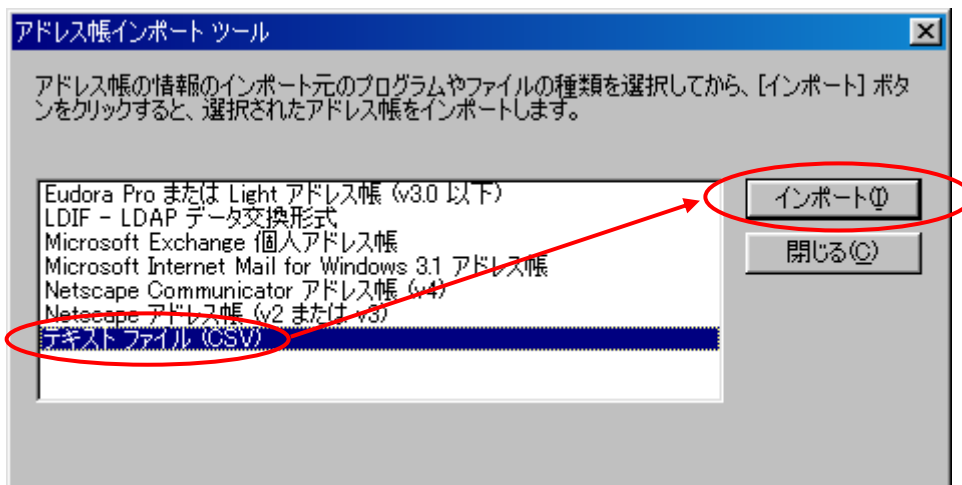 アドレス帳インポート ツール
アドレス帳の情報のインポート元のプログラムやファイルの種類を選択してから、[インポート] ボタ
ンをクリックすると、選択されたアドレス帳をインポートします。
Eudora Pro または Light アドレス帳 (v3.0 以下)
LDIF - LDAP データ交換形式
Microsoft Exchange 個人アドレス帳
Microsoft Internet Mail for Windows 3.1 アドレス帳
Netscape Communicator アドレス帳 (v4)
Netscape アドレス帳 (v2 または v3)
テキスト ファイル (CSV)
インポート(I)
閉じる(C)